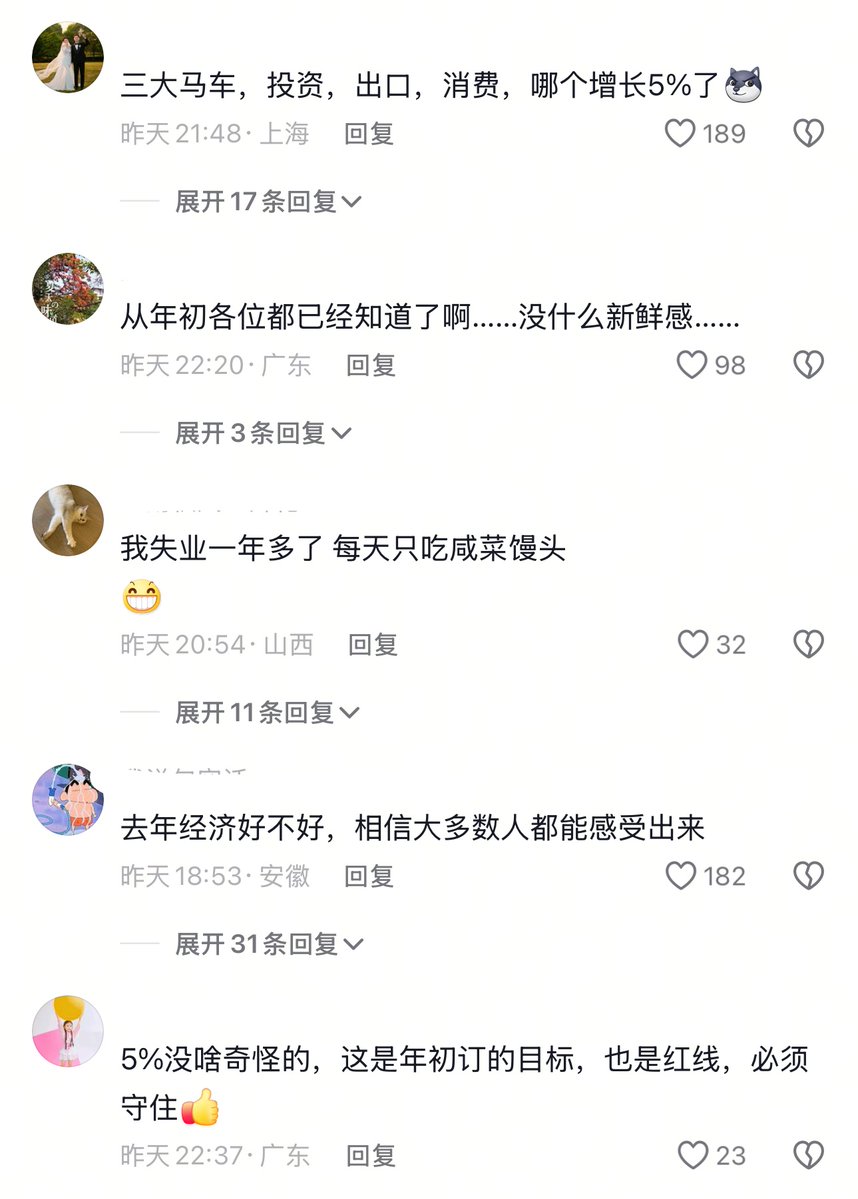 三大马车，投资，出口，消费，哪个增长5%了
昨天 21:48 · 上海 回复 189
展开 17 条回复
从年初各位都已经知道了啊……没什么新鲜感……
昨天 22:20 · 广东 回复 98
展开 3 条回复
我失业一年多了 每天只吃咸菜馒头
昨天 20:54 · 山西 回复 32
展开 11 条回复
去年经济好不好，相信大多数人都能感受出来
昨天 18:53 · 安徽 回复 182
展开 31 条回复
5%没啥奇怪的，这是年初订的目标，也是红线，必须
守住
昨天 22:37 · 广东 回复 23